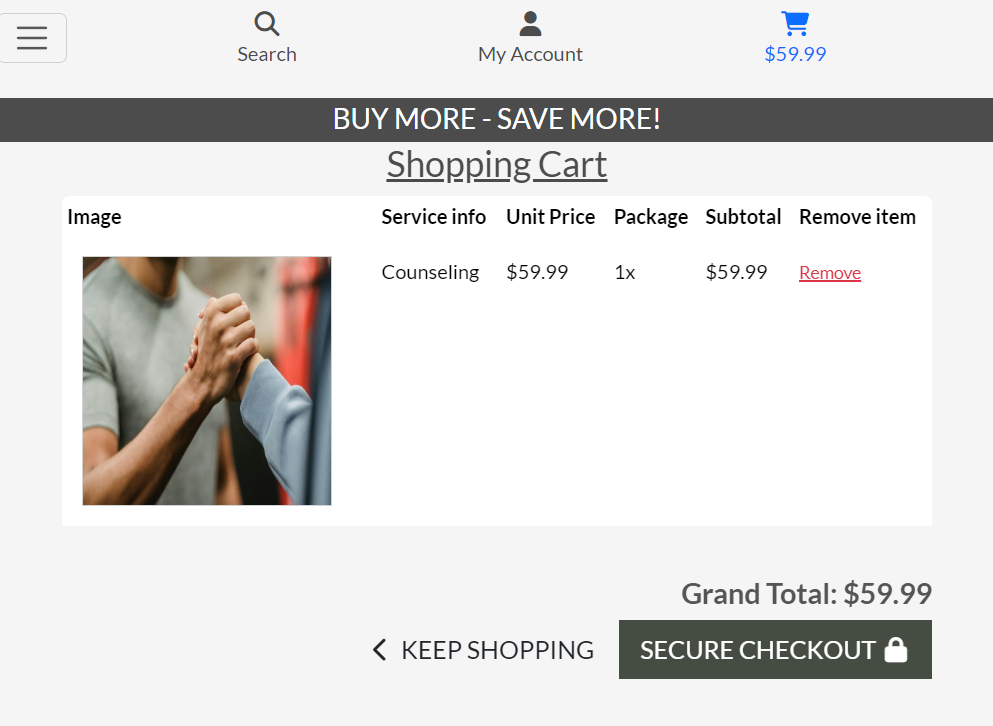 Search My Account $59.99
BUY MORE - SAVE MORE!
Shopping Cart
Image Service info Unit Price Package Subtotal Remove item
Counseling $59.99 1x $59.99 Remove
Grand Total: $59.99
KEEP SHOPPING SECURE CHECKOUT